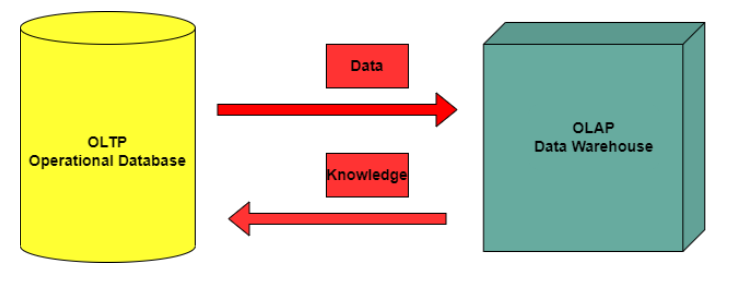 OLTP
Operational Database
Data
Knowledge
OLAP
Data Warehouse